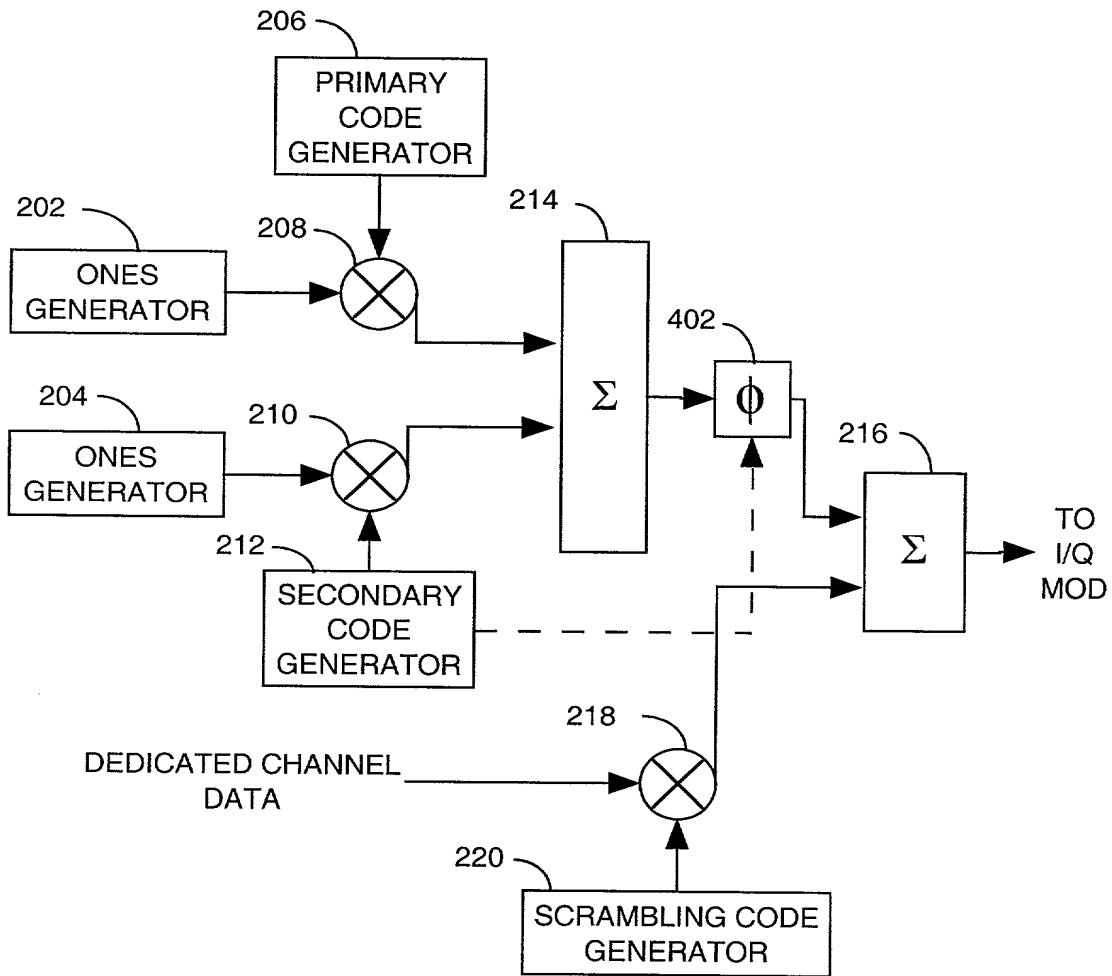 206
PRIMARY
CODE
GENERATOR
202
208
214
ONES
GENERATOR
402
Σ
ϕ
204
210
216
ONES
GENERATOR
212
Σ
TO
I/Q
MOD
SECONDARY
CODE
GENERATOR
218
DEDICATED CHANNEL
DATA
220
SCRAMBLING CODE
GENERATOR